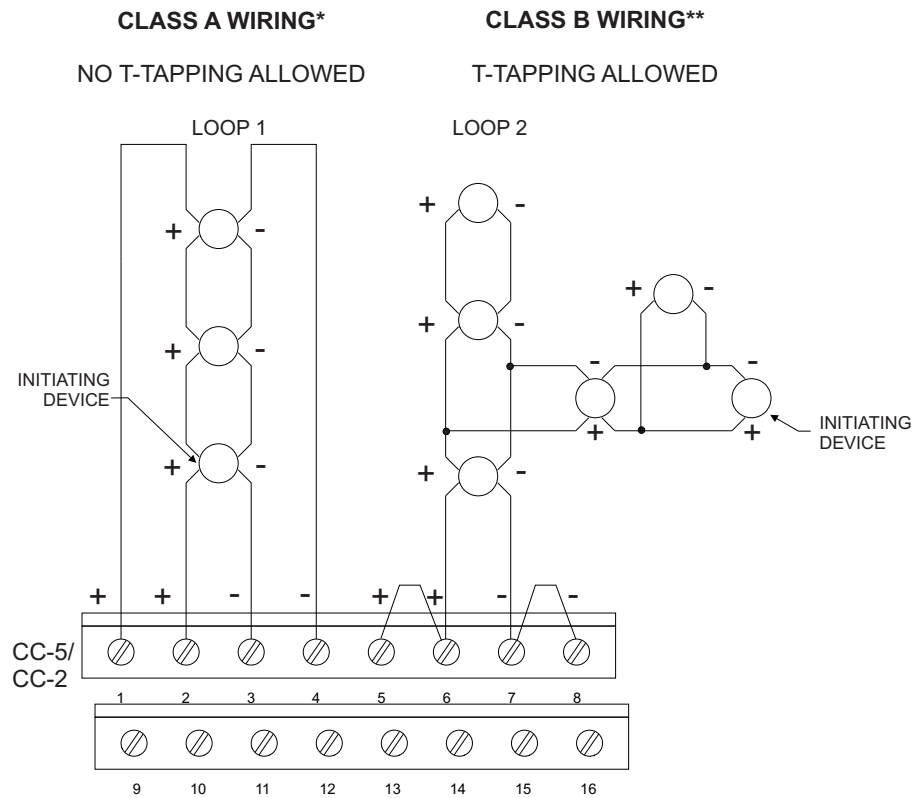 CLASS A WIRING*
CLASS B WIRING**
NO T-TAPPING ALLOWED
T-TAPPING ALLOWED
LOOP 1
LOOP 2
+ -
+ -
+ -
+ -
+ -
+ -
+ -
- -
+ +
+ -
INITIATING
DEVICE
INITIATING
DEVICE
+ + - - + + - -
CC-5/
CC-2
1 2 3 4 5 6 7 8
9 10 11 12 13 14 15 16